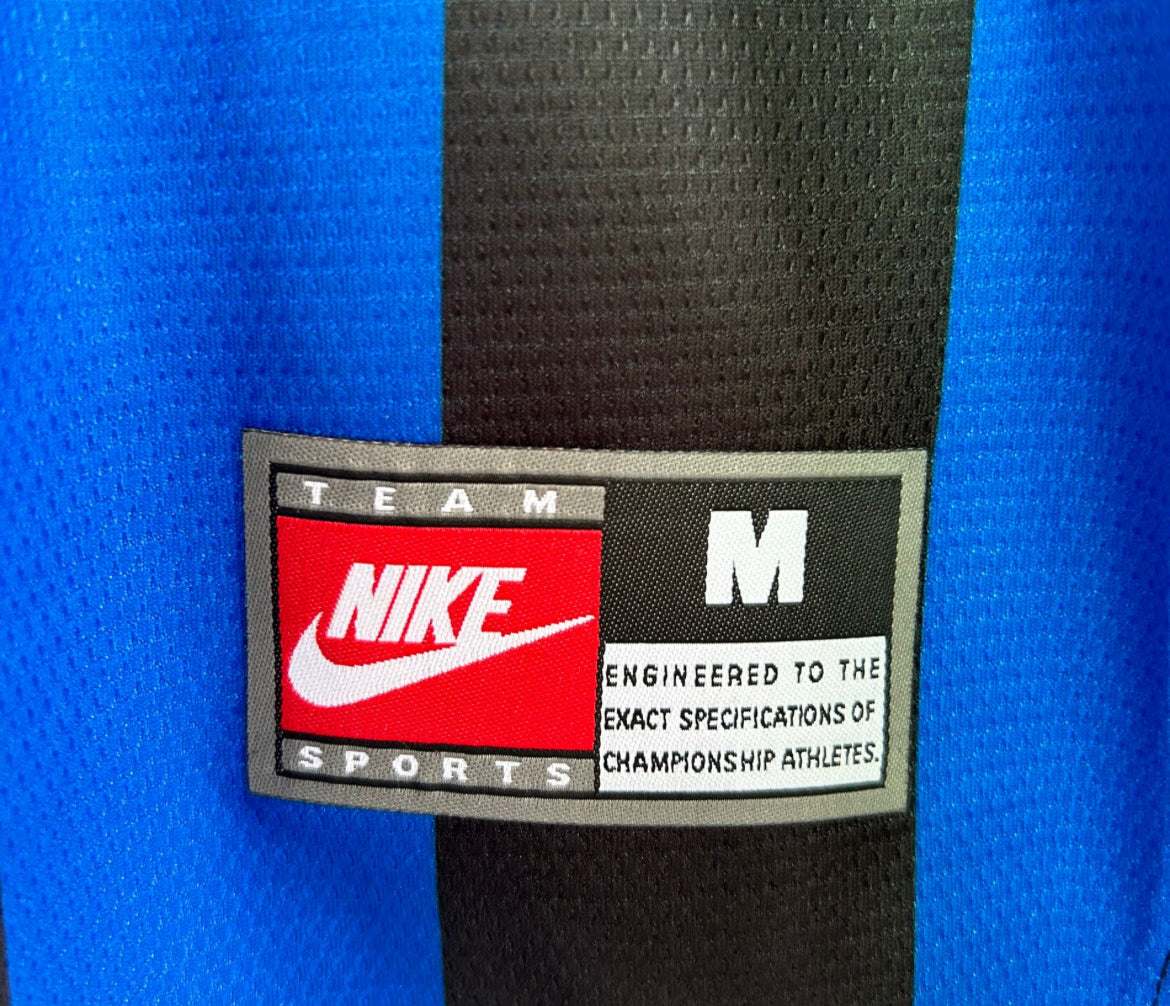 TEAM
NIKE
SPORTS
M
ENGINEERED TO THE
EXACT SPECIFICATIONS OF
CHAMPIONSHIP ATHLETES.